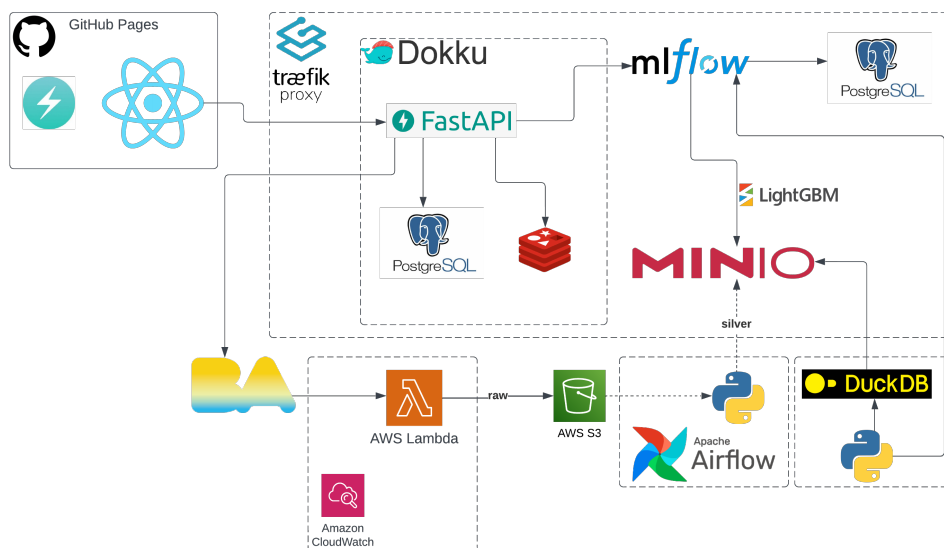 GitHub Pages
træfik
proxy
Dokku
mlflow
PostgreSQL
FastAPI
LightGBM
PostgreSQL
MINIO
silver
BA
AWS Lambda
raw
AWS S3
Apache
Airflow
DuckDB
Amazon
CloudWatch